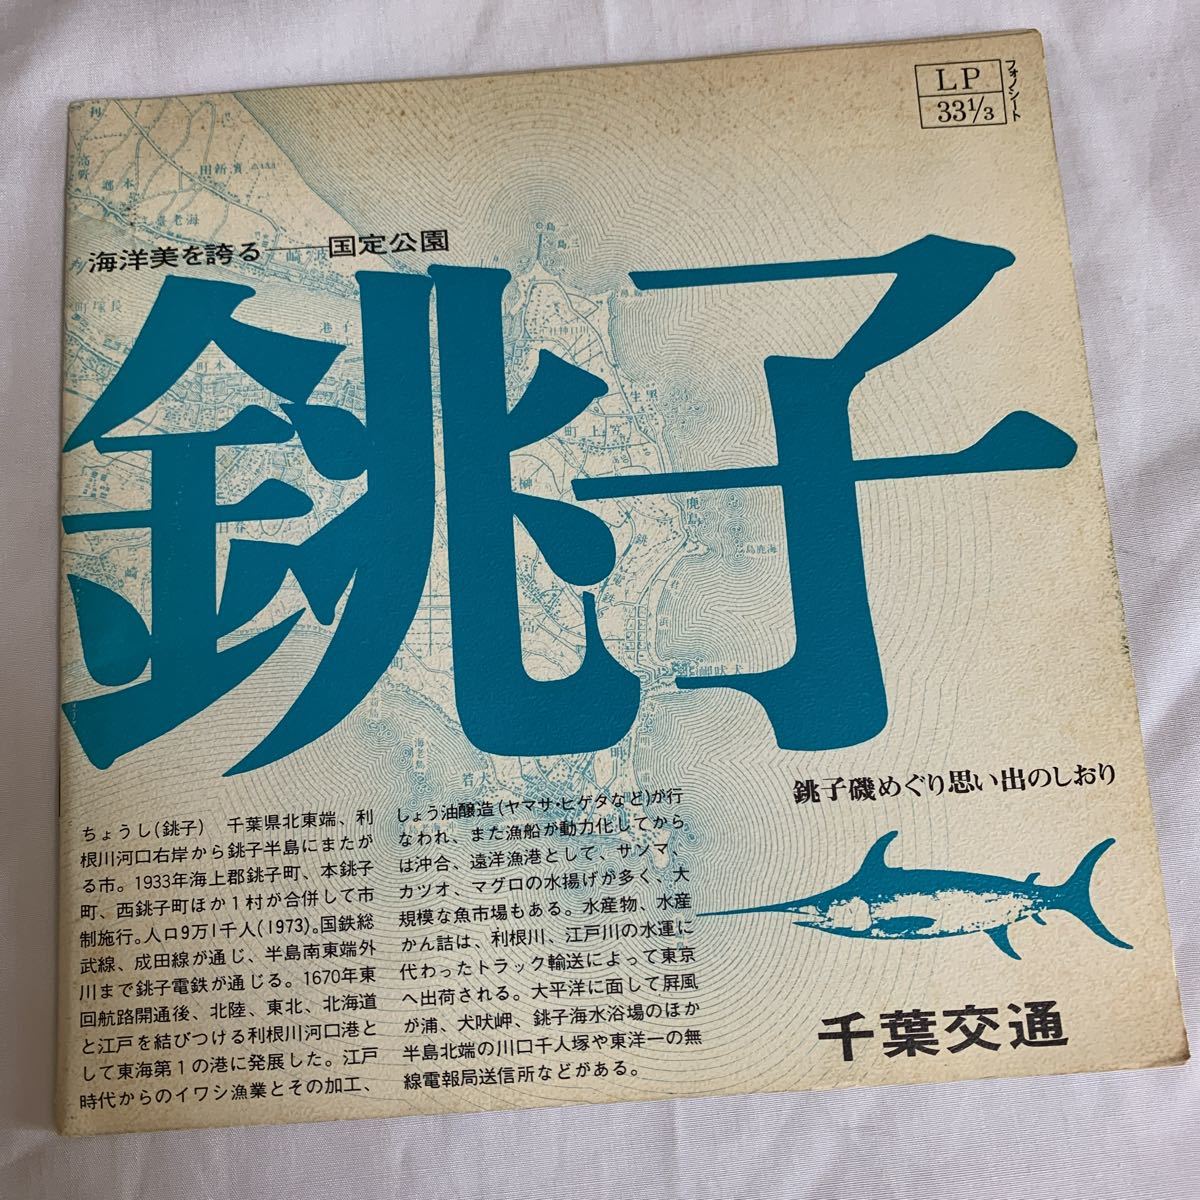 LP
33⅓
フォノシート
海洋美を誇る――国定公園
銚子
銚子磯めぐり思い出のしおり
ちょうし(銚子)　千葉県北東端、利
根川河口右岸から銚子半島にまたが
る市。1933年海上郡銚子町、本銚子
町、西銚子町ほか1村が合併して市
制施行。人口9万1千人(1973)。国鉄総
武線、成田線が通じ、半島南東端外
川まで銚子電鉄が通じる。1670年東
回航路開通後、北陸、東北、北海道
と江戸を結びつける利根川河口港と
して東海第1の港に発展した。江戸
時代からのイワシ漁業とその加工、
しょう油醸造(ヤマサ・ヒゲタなど)が行
なわれ、また漁船が動力化してから
は沖合、遠洋漁港として、サンマ、
カツオ、マグロの水揚げが多く、大
規模な魚市場もある。水産物、水産
かん詰は、利根川、江戸川の水運に
代わったトラック輸送によって東京
へ出荷される。太平洋に面して屛風
が浦、犬吠岬、銚子海水浴場のほか
半島北端の川口千人塚や東洋一の無
線電報局送信所などがある。
千葉交通